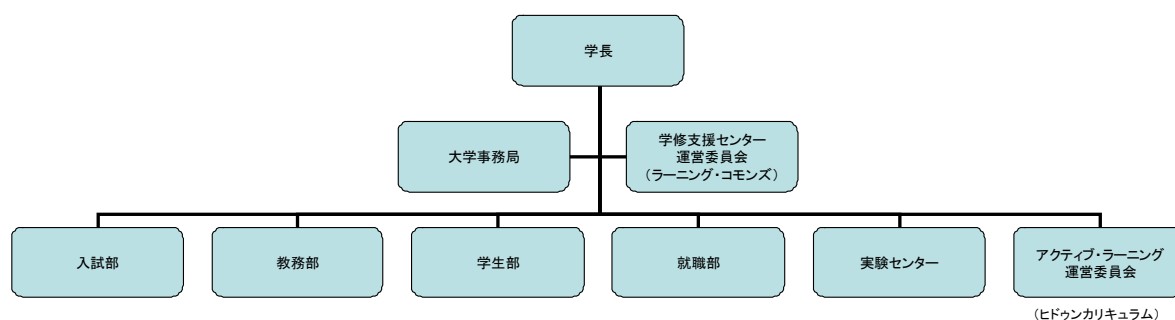 学長
大学事務局
学修支援センター
運営委員会
(ラーニング・コモンズ)
入試部
教務部
学生部
就職部
実験センター
アクティブ・ラーニング
運営委員会
(ヒドゥンカリキュラム)